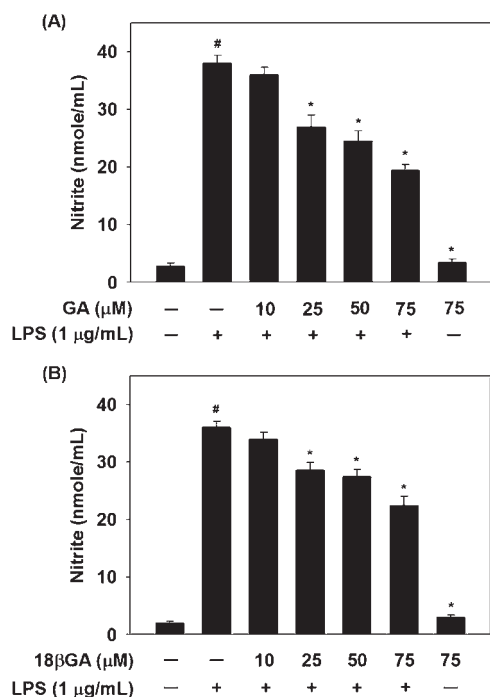 (A)
40
#
30
*
*
20
*
10
*
0
Nitrite (nmole/mL)
GA (μM) — — 10 25 50 75 75
LPS (1 μg/mL) — + + + + + —
(B)
40
#
30
*
*
*
20
10
*
0
Nitrite (nmole/mL)
18βGA (μM) — — 10 25 50 75 75
LPS (1 μg/mL) — + + + + + —